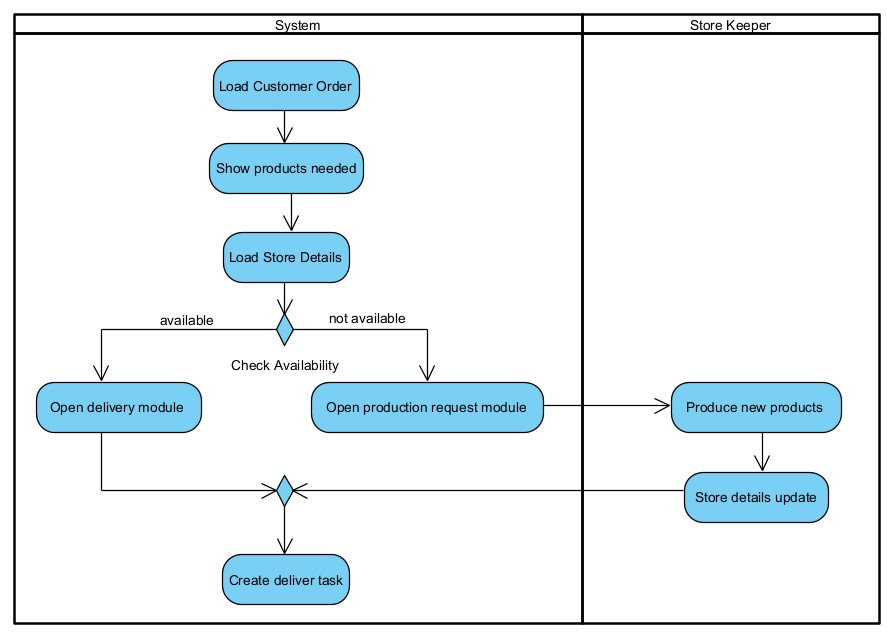 System
Store Keeper
Load Customer Order
Show products needed
Load Store Details
available
not available
Check Availability
Open delivery module
Open production request module
Produce new products
Store details update
Create deliver task